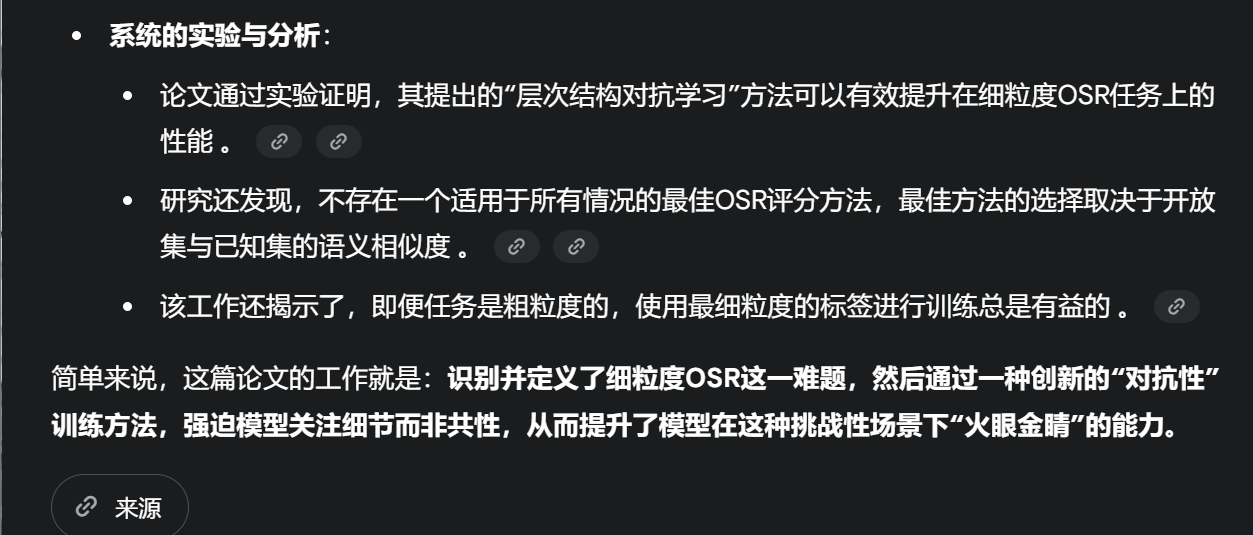 • 系统的实验与分析：
• 论文通过实验证明，其提出的“层次结构对抗学习”方法可以有效提升在细粒度OSR任务上的
性能 。
• 研究还发现，不存在一个适用于所有情况的最佳OSR评分方法，最佳方法的选择取决于开放
集与已知集的语义相似度 。
• 该工作还揭示了，即便任务是粗粒度的，使用最细粒度的标签进行训练总是有益的 。
简单来说，这篇论文的工作就是：识别并定义了细粒度OSR这一难题，然后通过一种创新的“对抗性”
训练方法，强迫模型关注细节而非共性，从而提升了模型在这种挑战性场景下“火眼金睛”的能力。
来源